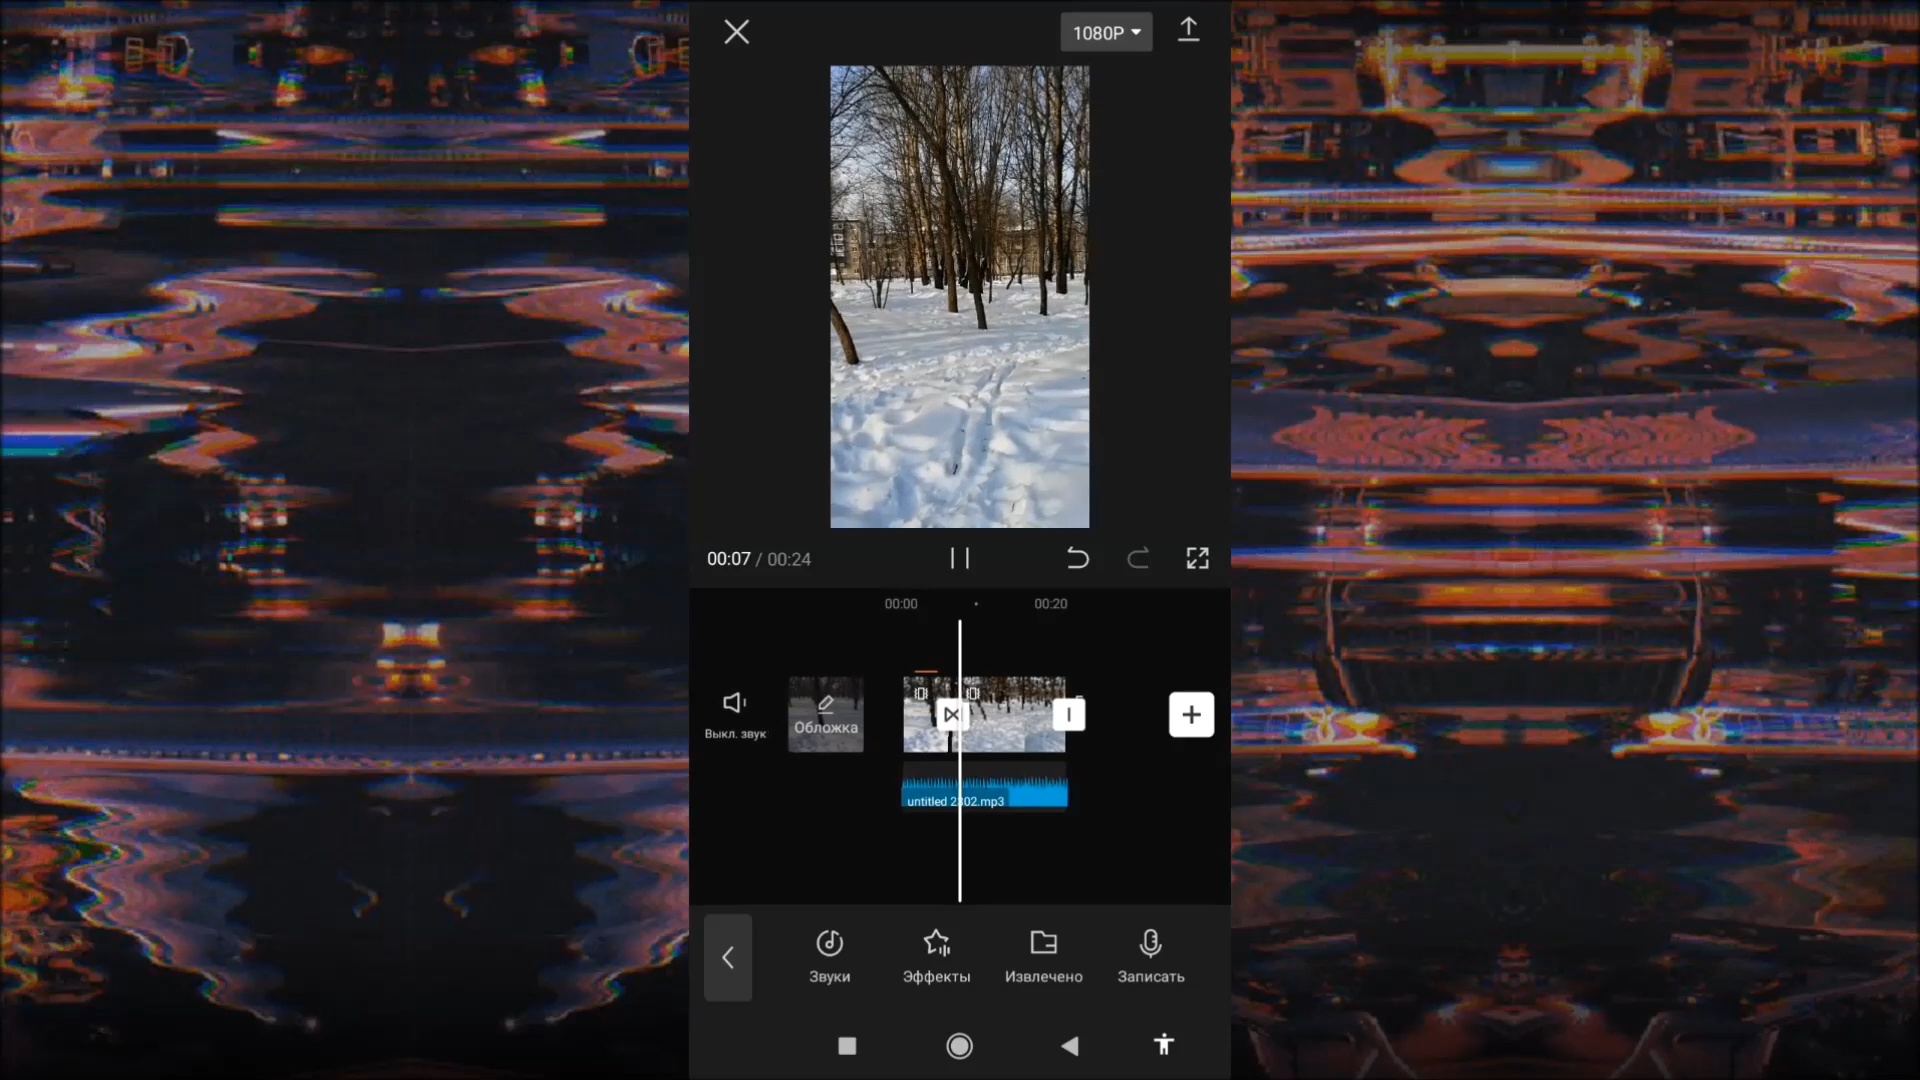 1080P
00:07 / 00:24
00:00
00:20
Выкл. звук
Обложка
untitled 2302.mp3
Звуки
Эффекты
Извлечено
Записать